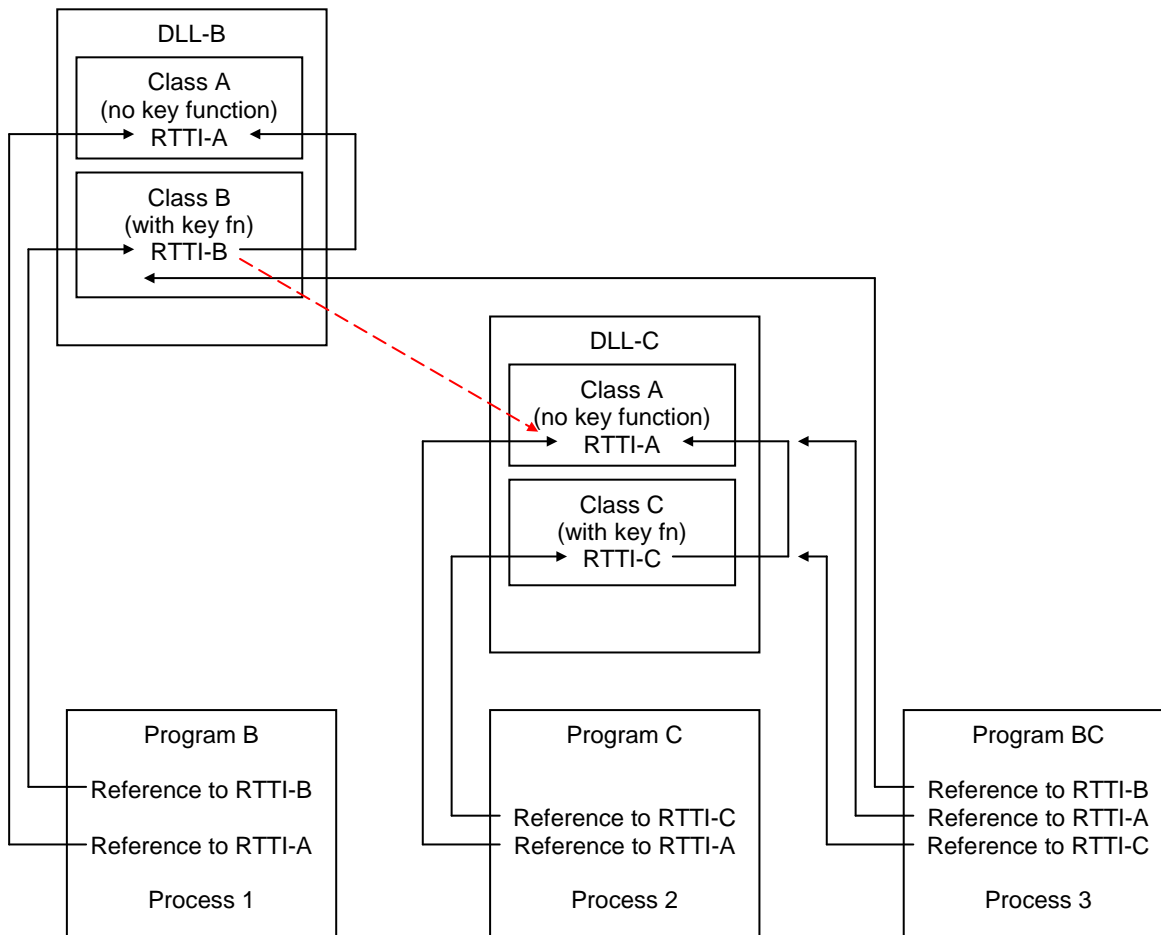 DLL-B
Class A
(no key function)
RTTI-A
Class B
(with key fn)
RTTI-B
DLL-C
Class A
(no key function)
RTTI-A
Class C
(with key fn)
RTTI-C
Program B
Reference to RTTI-B
Reference to RTTI-A
Process 1
Program C
Reference to RTTI-C
Reference to RTTI-A
Process 2
Program BC
Reference to RTTI-B
Reference to RTTI-A
Reference to RTTI-C
Process 3